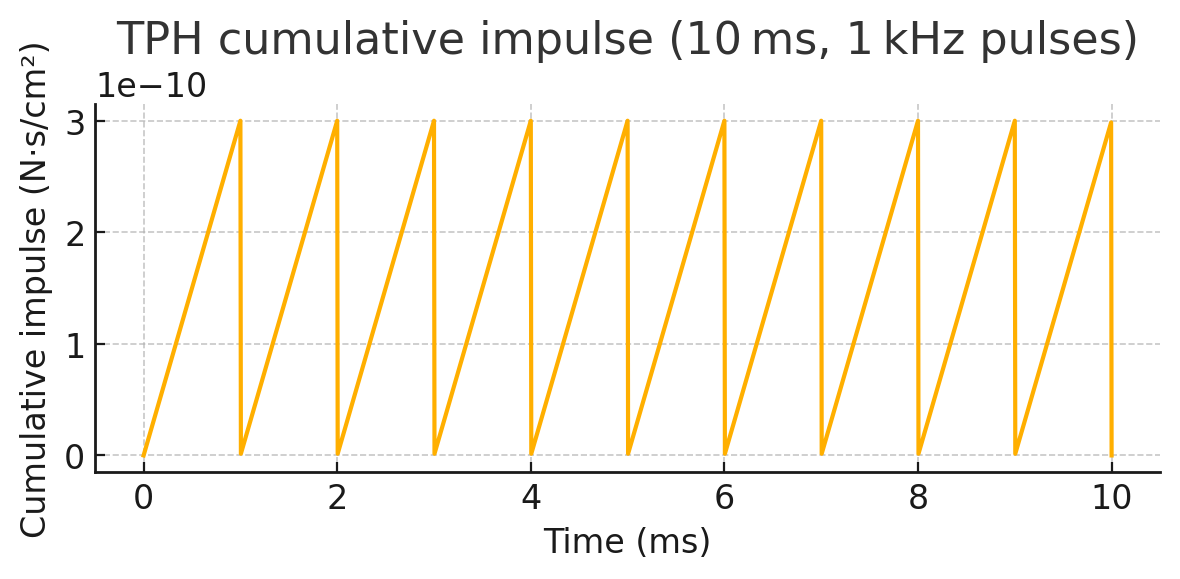 TPH cumulative impulse (10 ms, 1 kHz pulses)
1e−10
Cumulative impulse (N·s/cm²)
3
2
1
0
0 2 4 6 8 10
Time (ms)